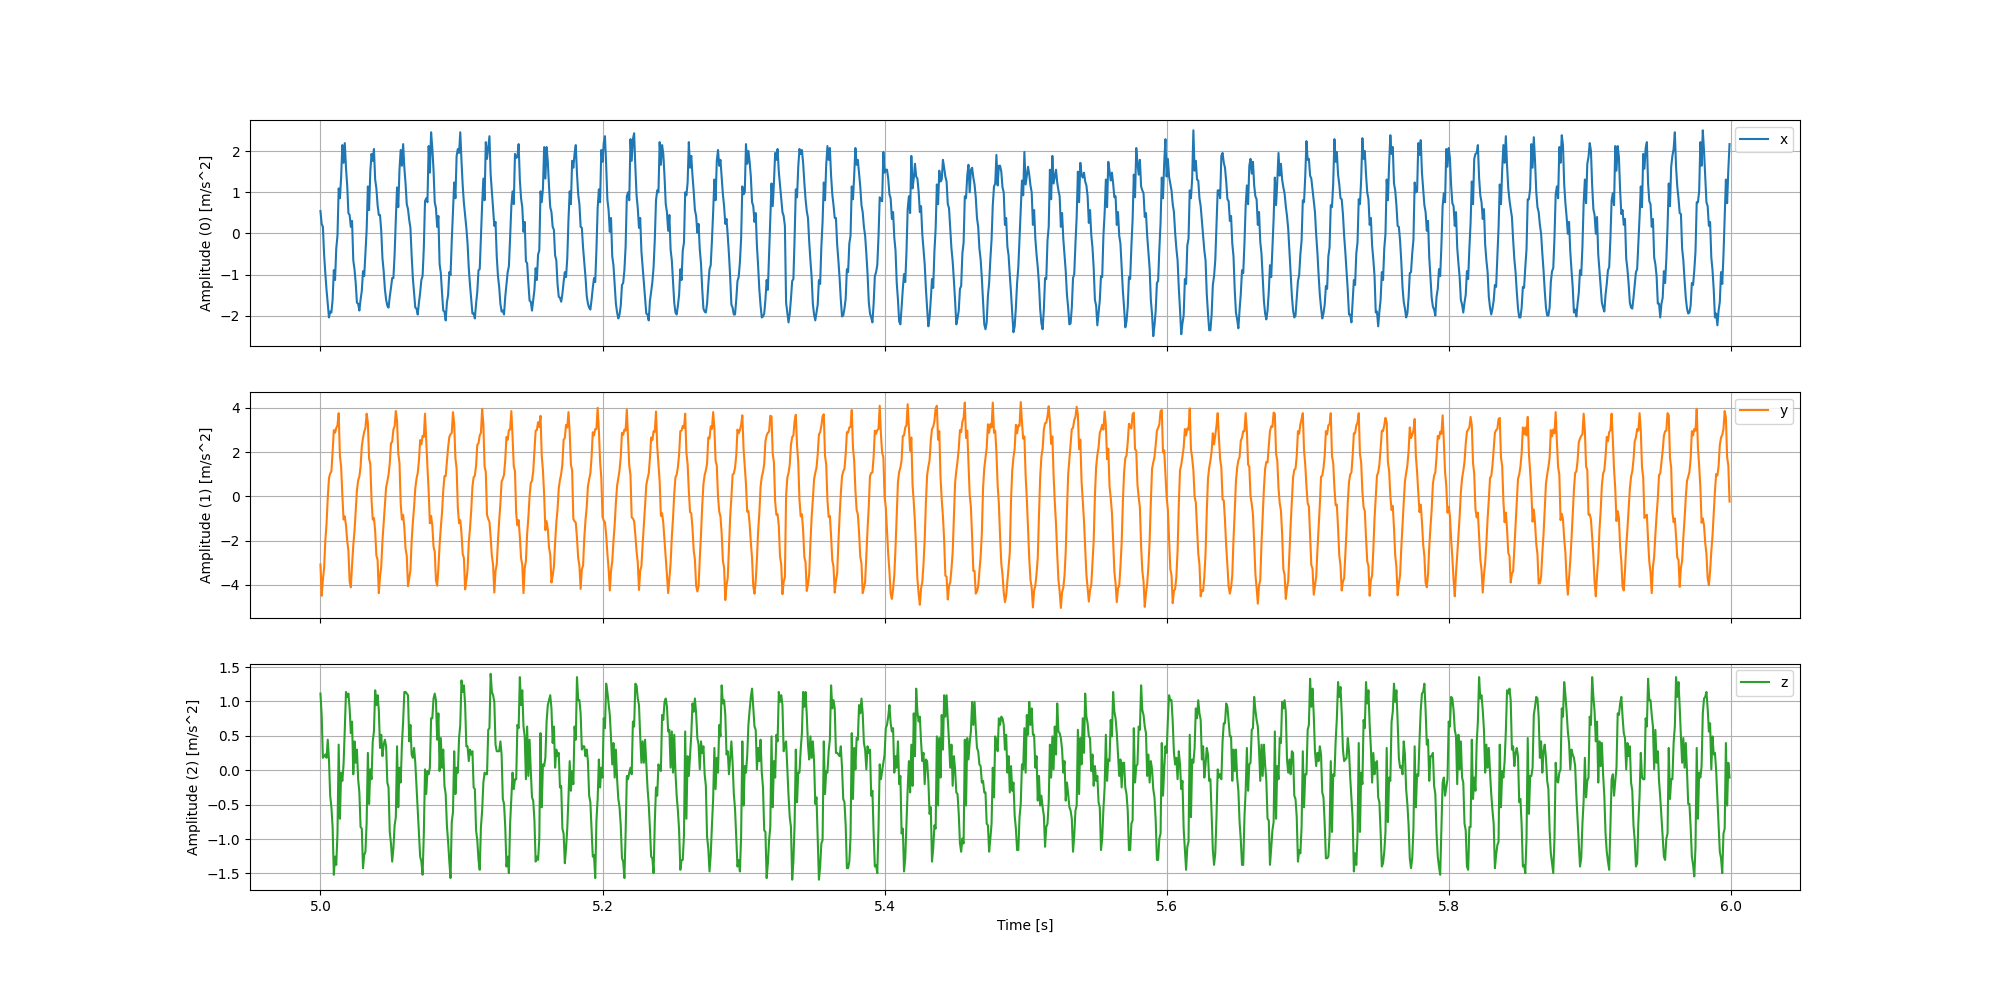 Amplitude (0) [m/s^2]
2
1
0
−1
−2
x
Amplitude (1) [m/s^2]
4
2
0
−2
−4
y
Amplitude (2) [m/s^2]
1.5
1.0
0.5
0.0
−0.5
−1.0
−1.5
z
5.0 5.2 5.4 5.6 5.8 6.0
Time [s]